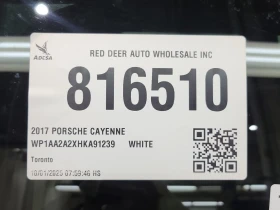 ADESA
RED DEER AUTO WHOLESALE INC
816510
2017 PORSCHE CAYENNE
WP1AA2A2XHKA91239 WHITE
Toronto
10/01/2025 07:59:46 HS